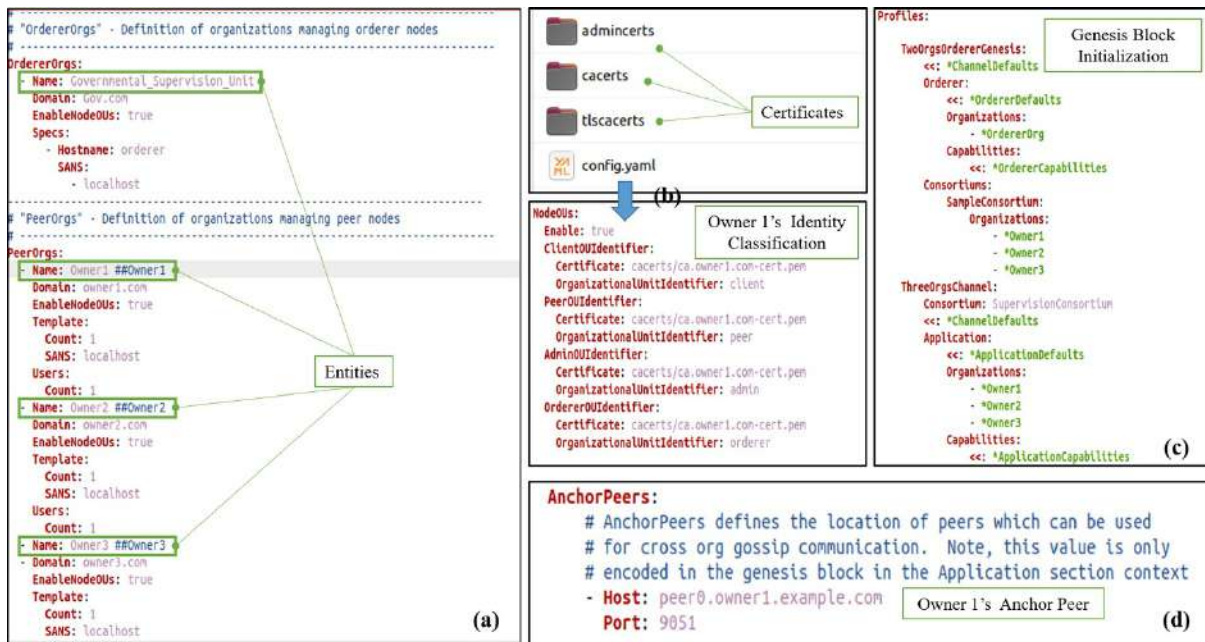 # "OrdererOrgs" - Definition of organizations managing orderer nodes
# ---------------------------------------------------------------------------
OrdererOrgs:
- Name: Governmental_Supervision_Unit
Domain: Gov.com
EnableNodeOUs: true
Specs:
- Hostname: orderer
SANS:
- localhost
# "PeerOrgs" - Definition of organizations managing peer nodes
# ---------------------------------------------------------------------------
PeerOrgs:
- Name: Owner1 ##Owner1
Domain: owner1.com
EnableNodeOUs: true
Template:
Count: 1
SANS: localhost
Users:
Count: 1
- Name: Owner2 ##Owner2
Domain: owner2.com
EnableNodeOUs: true
Template:
Count: 1
SANS: localhost
Users:
Count: 1
- Name: Owner3 ##Owner3
- Domain: owner3.com
EnableNodeOUs: true
Template:
Count: 1
SANS: localhost
Entities
(a)
admincerts
cacerts
tlscacerts
config.yaml
Certificates
(b)
NodeOUs:
Enable: true
ClientOUIdentifier:
Certificate: cacerts/ca.owner1.com-cert.pem
OrganizationalUnitIdentifier: client
PeerOUIdentifier:
Certificate: cacerts/ca.owner1.com-cert.pem
OrganizationalUnitIdentifier: peer
AdminOUIdentifier:
Certificate: cacerts/ca.owner1.com-cert.pem
OrganizationalUnitIdentifier: admin
OrdererOUIdentifier:
Certificate: cacerts/ca.owner1.com-cert.pem
OrganizationalUnitIdentifier: orderer
Owner 1's Identity
Classification
Profiles:
TwoOrgsOrdererGenesis:
<<: *ChannelDefaults
Orderer:
<<: *OrdererDefaults
Organizations:
- *OrdererOrg
Capabilities:
<<: *OrdererCapabilities
Consortiums:
SampleConsortium:
Organizations:
- *Owner1
- *Owner2
- *Owner3
ThreeOrgsChannel:
Consortium: SupervisionConsortium
<<: *ChannelDefaults
Application:
<<: *ApplicationDefaults
Organizations:
- *Owner1
- *Owner2
- *Owner3
Capabilities:
<<: *ApplicationCapabilities
Genesis Block
Initialization
(c)
AnchorPeers:
# AnchorPeers defines the location of peers which can be used
# for cross org gossip communication. Note, this value is only
# encoded in the genesis block in the Application section context
- Host: peer0.owner1.example.com
Port: 9051
Owner 1's Anchor Peer
(d)